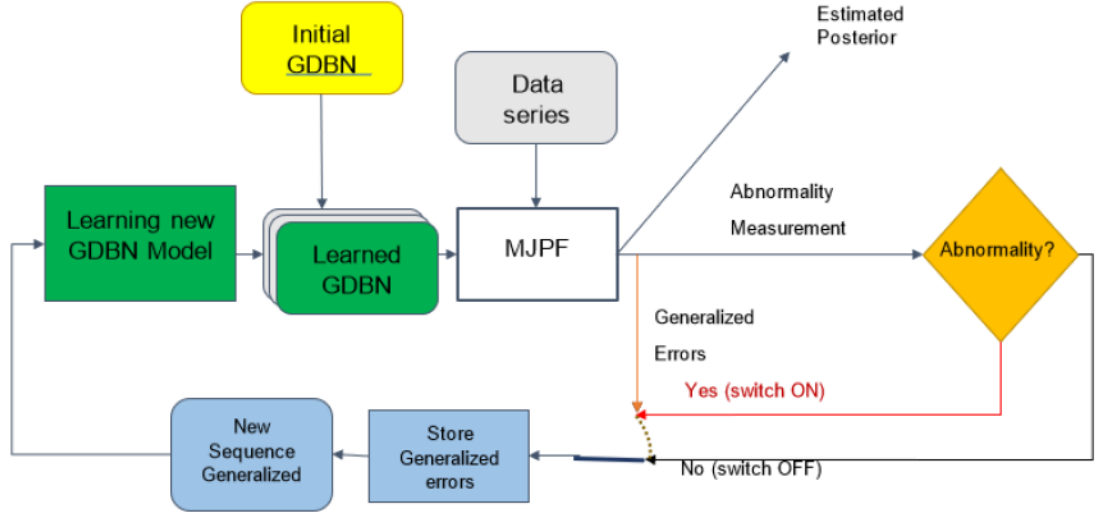 Initial
GDBN
Data
series
Estimated
Posterior
Learning new
GDBN Model
Learned
GDBN
MJPF
Abnormality
Measurement
Abnormality?
Generalized
Errors
Yes (switch ON)
No (switch OFF)
Store
Generalized
errors
New
Sequence
Generalized